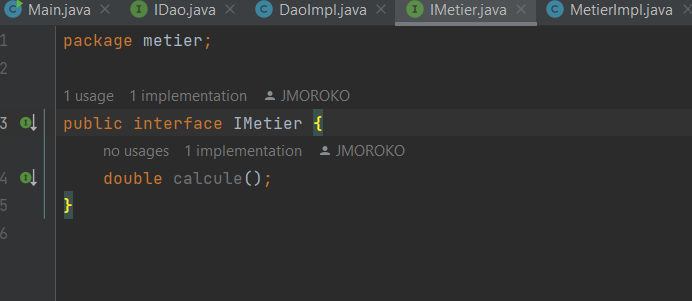 Main.java IDao.java DaoImpl.java IMetier.java MetierImpl.java
1 package metier;
2
1 usage 1 implementation JMOROKO
3 public interface IMetier {
no usages 1 implementation JMOROKO
4 double calcule();
5 }
6